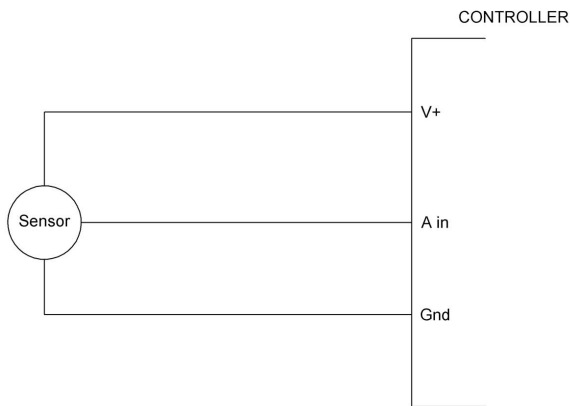 CONTROLLER
V+
Sensor
A in
Gnd